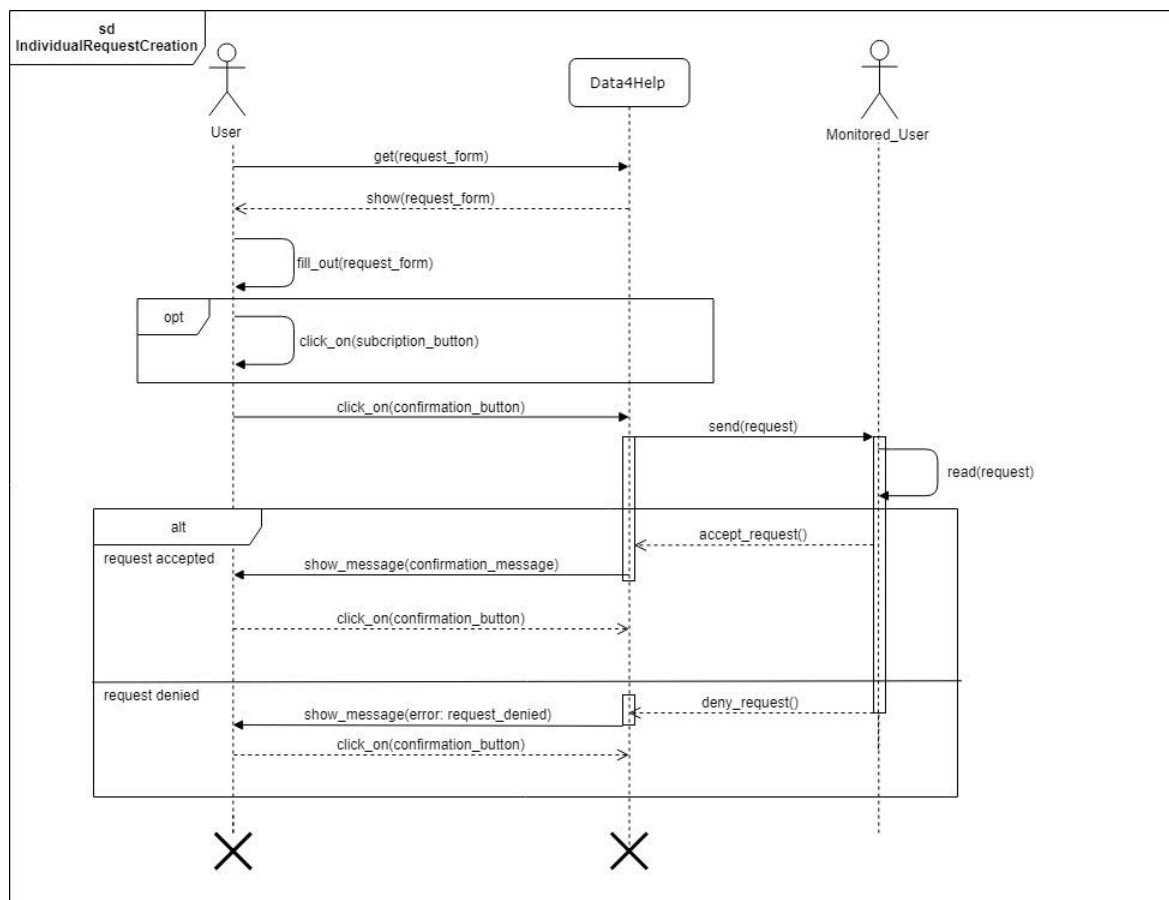 sd
IndividualRequestCreation
User
Data4Help
Monitored_User
get(request_form)
show(request_form)
fill_out(request_form)
opt
click_on(subcription_button)
click_on(confirmation_button)
send(request)
read(request)
alt
accept_request()
request accepted
show_message(confirmation_message)
click_on(confirmation_button)
request denied
deny_request()
show_message(error: request_denied)
click_on(confirmation_button)